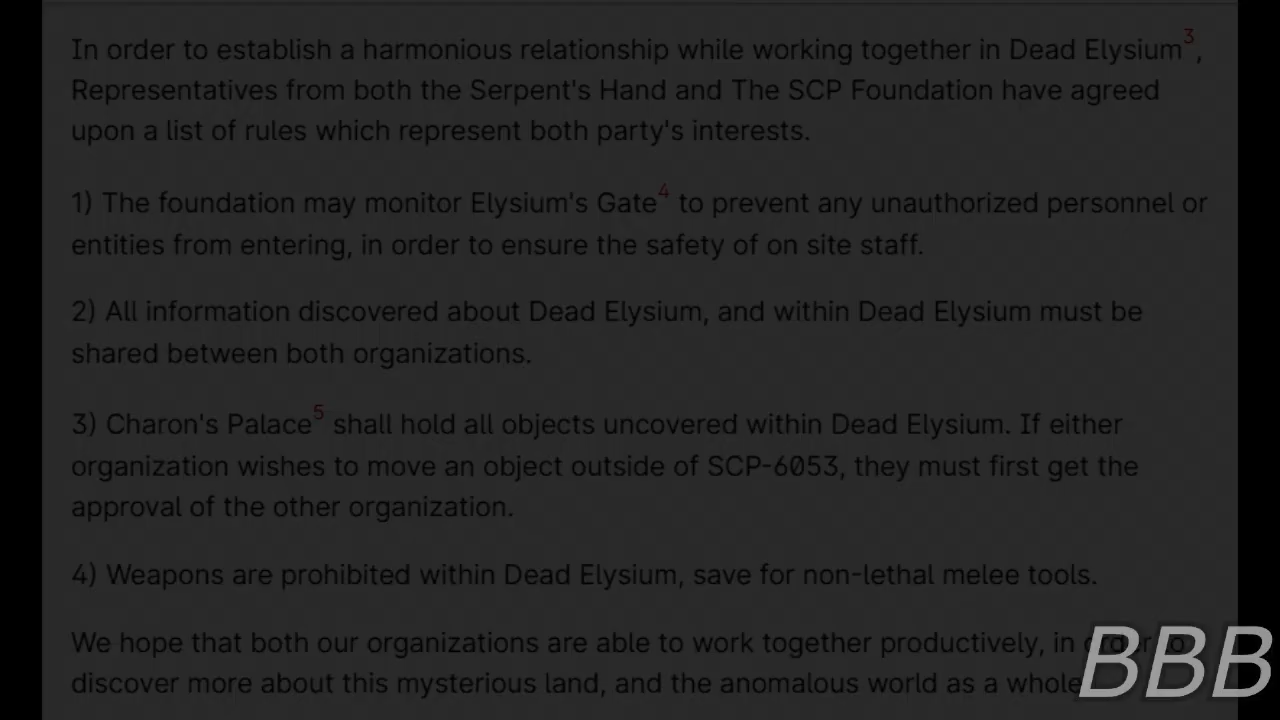 In order to establish a harmonious relationship while working together in Dead Elysium3,
Representatives from both the Serpent's Hand and The SCP Foundation have agreed
upon a list of rules which represent both party's interests.
1) The foundation may monitor Elysium's Gate4 to prevent any unauthorized personnel or
entities from entering, in order to ensure the safety of on site staff.
2) All information discovered about Dead Elysium, and within Dead Elysium must be
shared between both organizations.
3) Charon's Palace5 shall hold all objects uncovered within Dead Elysium. If either
organization wishes to move an object outside of SCP-6053, they must first get the
approval of the other organization.
4) Weapons are prohibited within Dead Elysium, save for non-lethal melee tools.
We hope that both our organizations are able to work together productively, in order to
discover more about this mysterious land, and the anomalous world as a whole
BBB